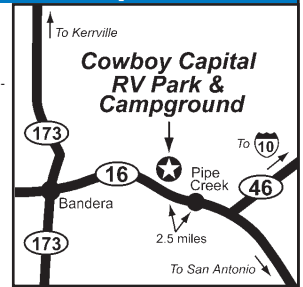 To Kerrville
Cowboy Capital
RV Park &
Campground
173
To 10
16
Pipe
Creek
46
Bandera
2.5 miles
173
To San Antonio